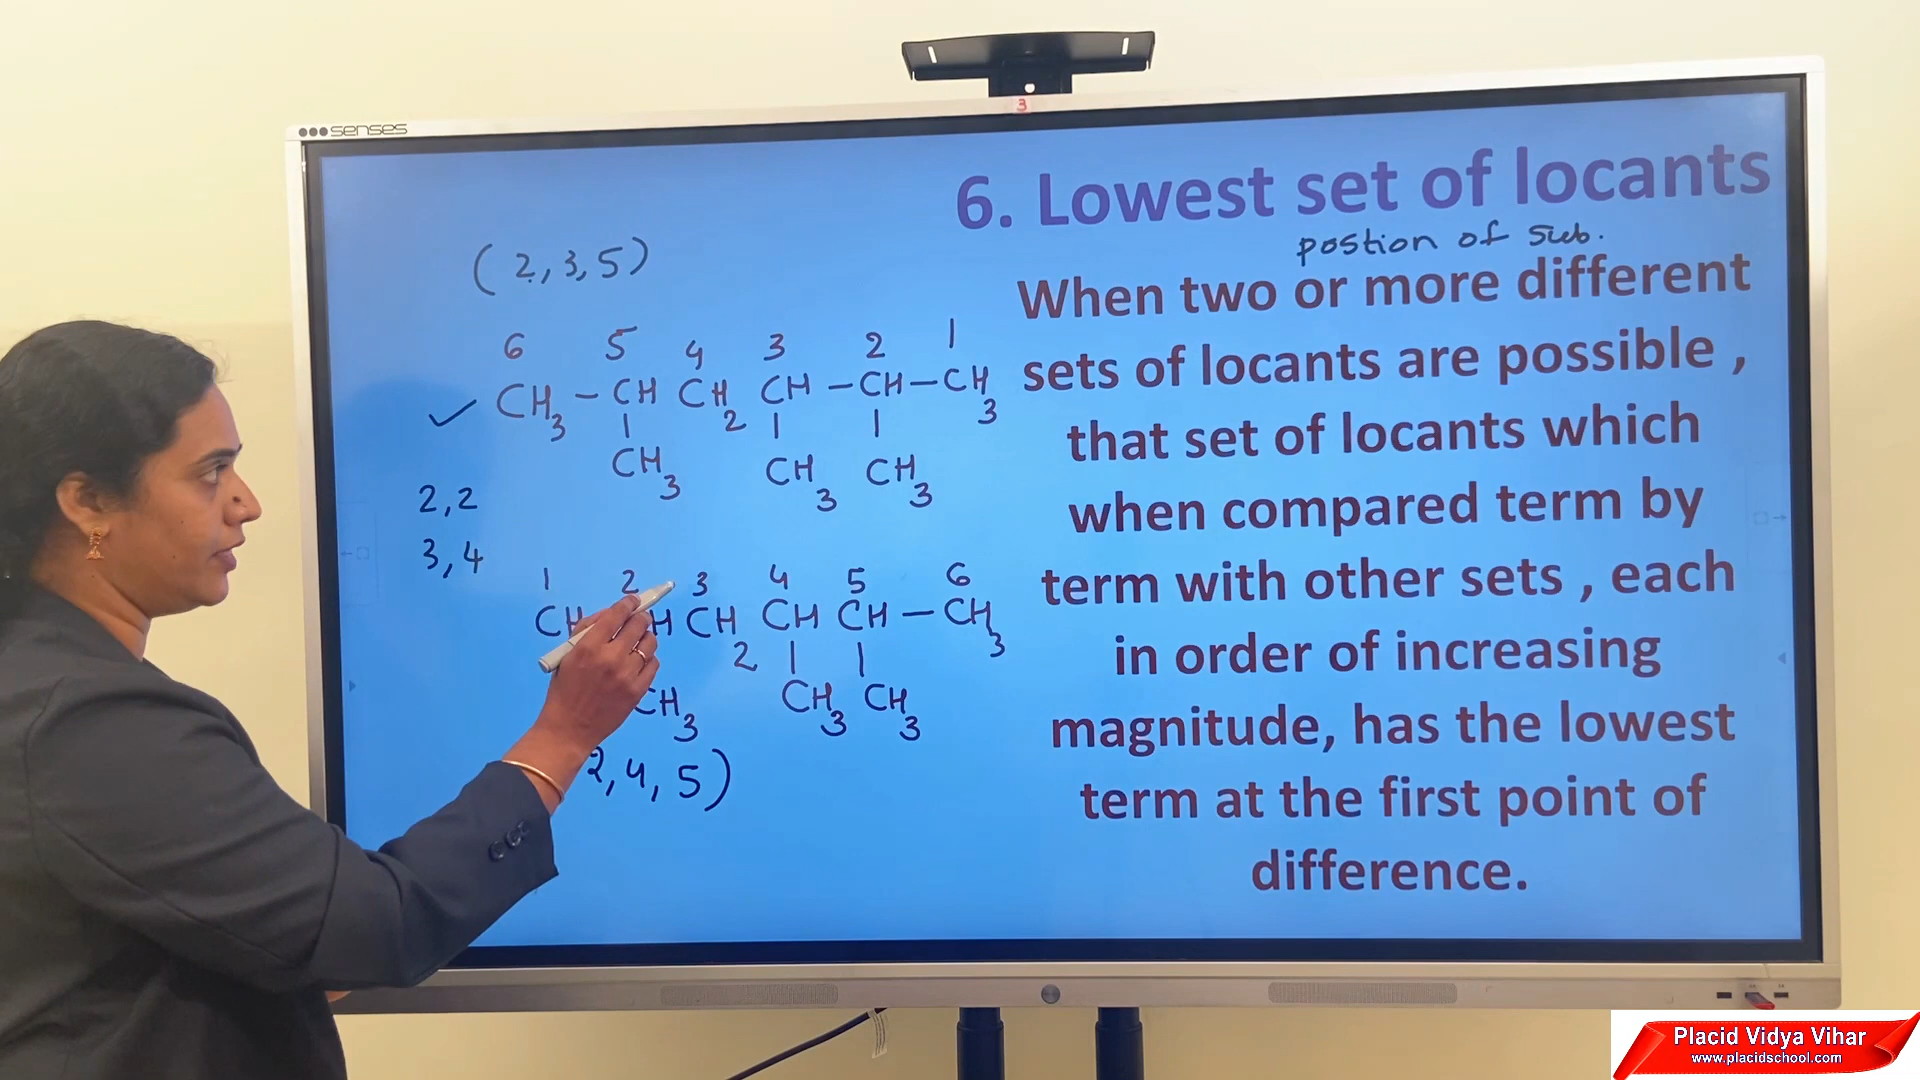 senses
3
6. Lowest set of locants
postion of sub.
When two or more different
sets of locants are possible ,
that set of locants which
when compared term by
term with other sets , each
in order of increasing
magnitude, has the lowest
term at the first point of
difference.
(2,3,5)
6 5 4 3 2 1
✓ CH3 – CH CH2 CH – CH – CH3
CH3 CH3 CH3
2,2
3,4
1 2 3 4 5 6
CH H CH2 CH CH – CH3
CH3 CH3 CH3
2,4,5)
Placid Vidya Vihar
www.placidschool.com